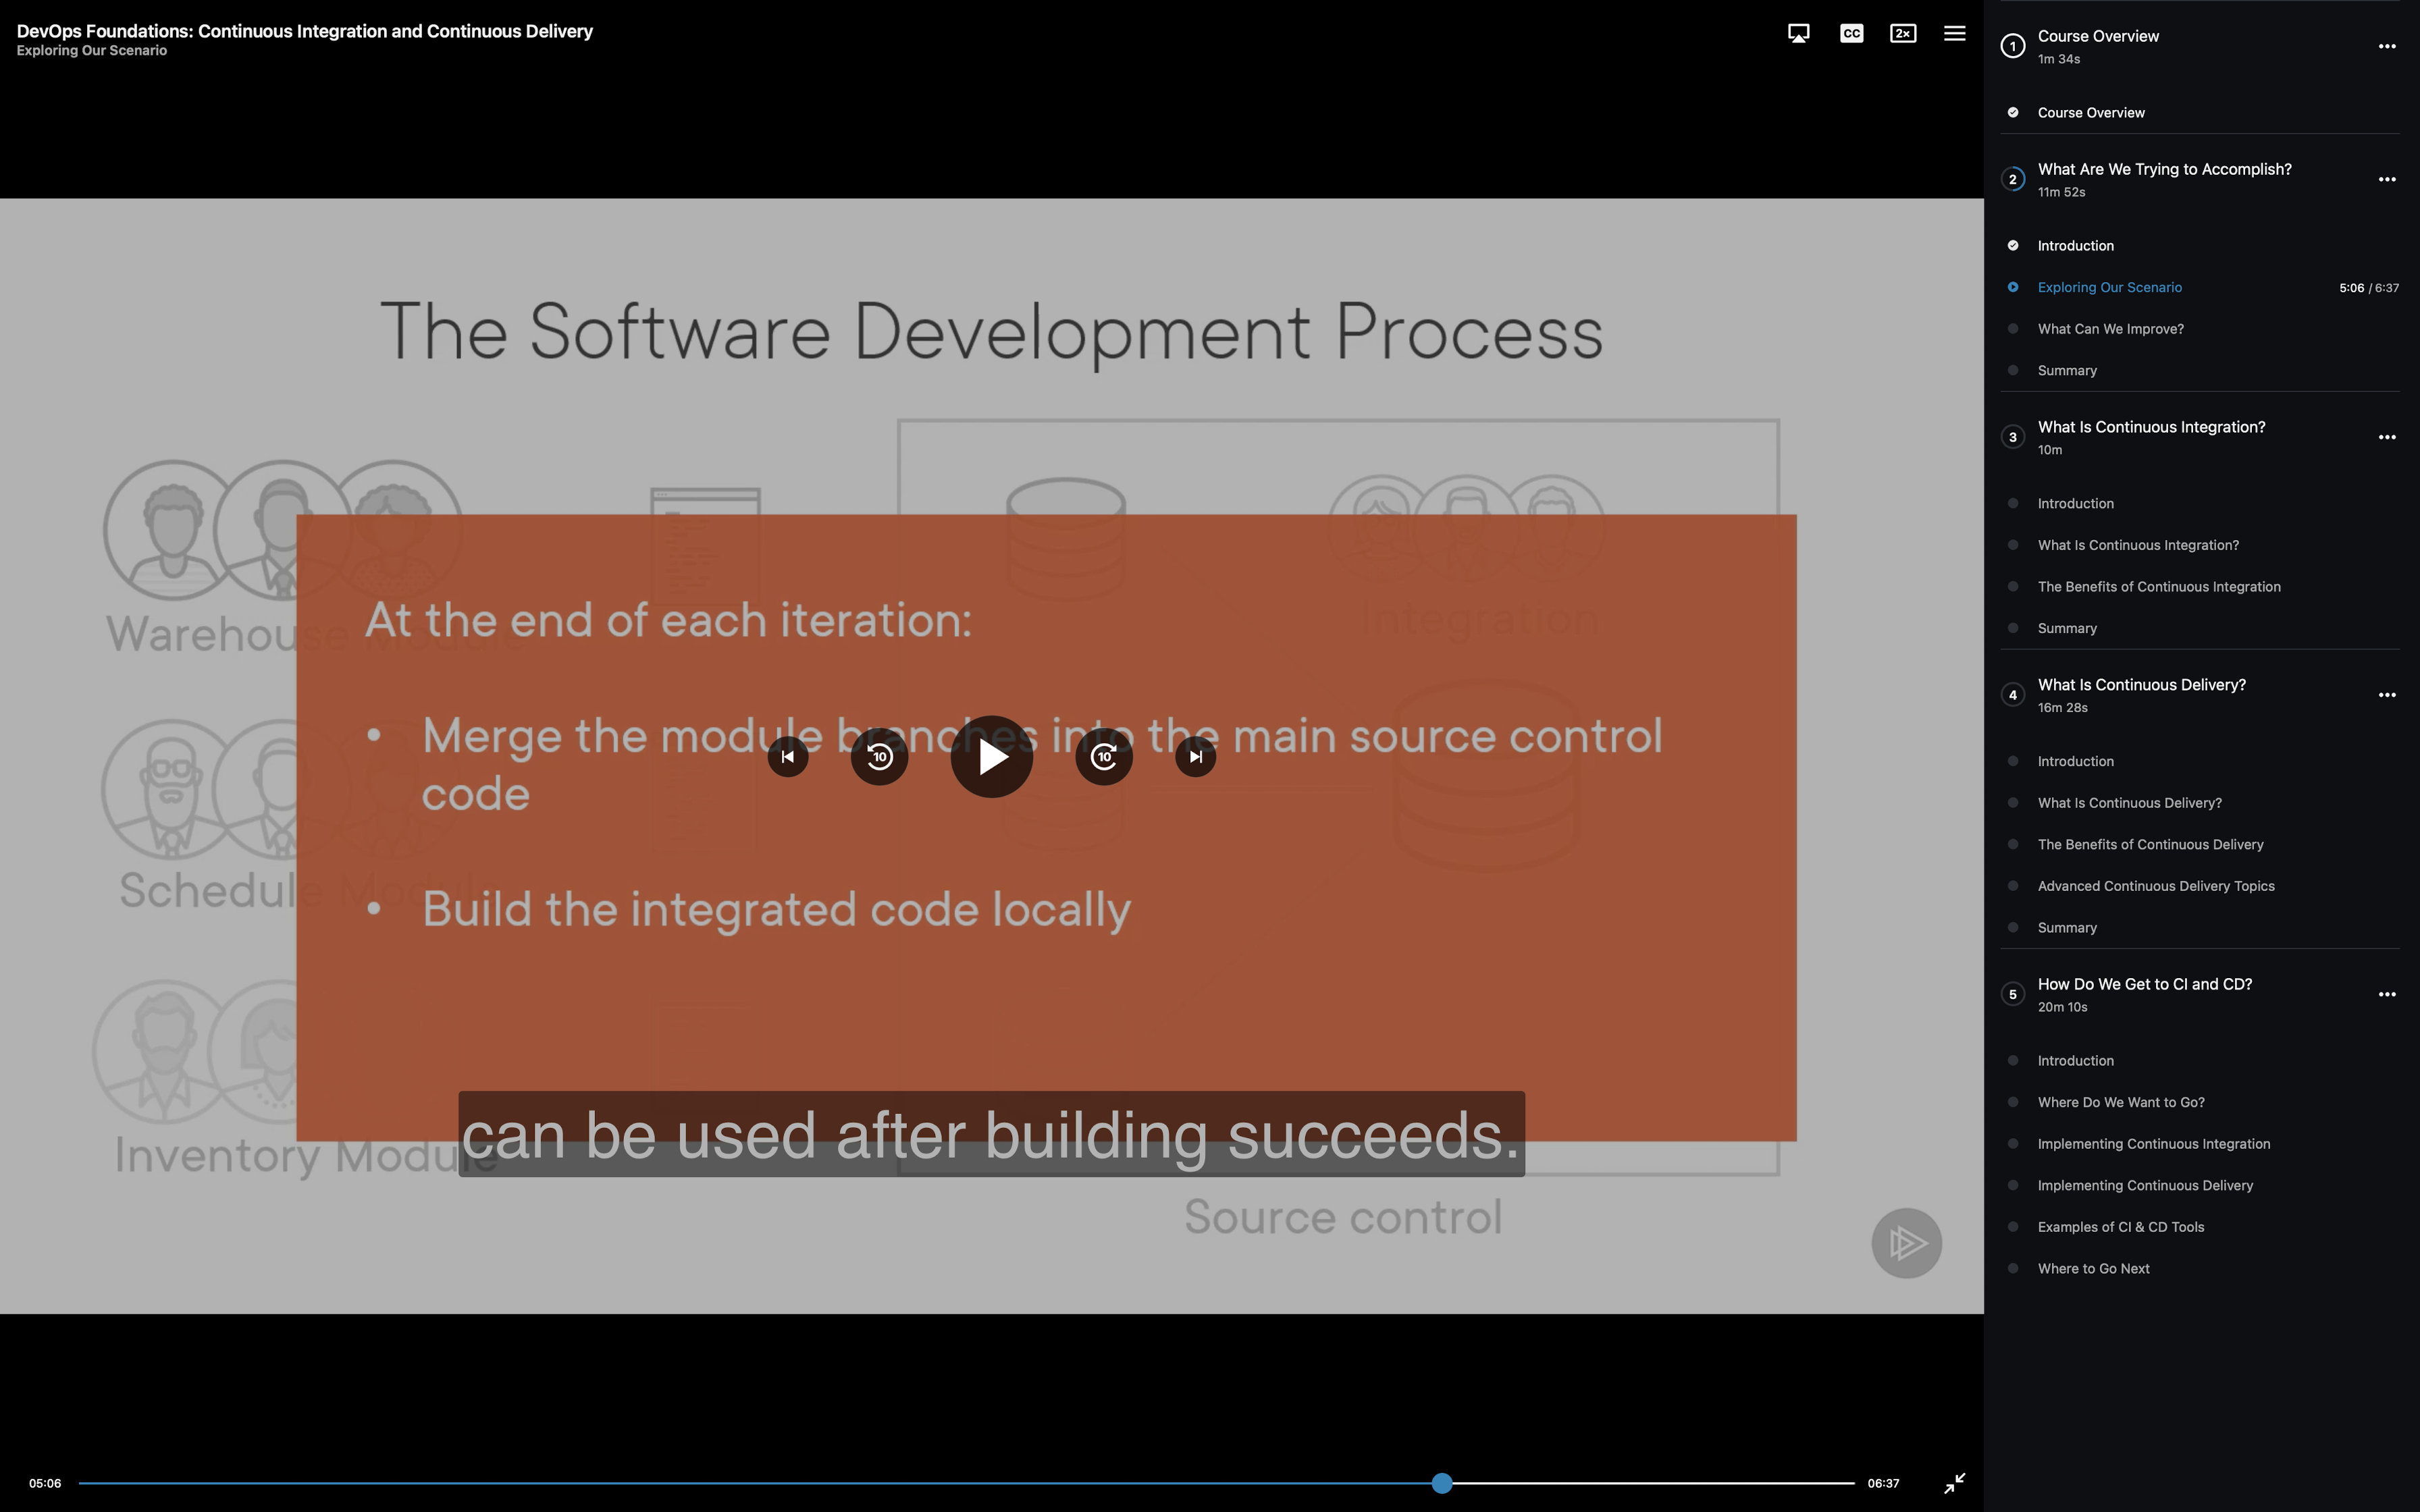 DevOps Foundations: Continuous Integration and Continuous Delivery
Exploring Our Scenario
CC
2×
The Software Development Process
Warehouse Module
Schedule Module
Inventory Module
Integration
At the end of each iteration:
• Merge the module branches into the main source control
code
• Build the integrated code locally
10
10
can be used after building succeeds.
Source control
05:06
06:37
1
Course Overview
1m 34s
Course Overview
2
What Are We Trying to Accomplish?
11m 52s
Introduction
Exploring Our Scenario 5:06 / 6:37
What Can We Improve?
Summary
3
What Is Continuous Integration?
10m
Introduction
What Is Continuous Integration?
The Benefits of Continuous Integration
Summary
4
What Is Continuous Delivery?
16m 28s
Introduction
What Is Continuous Delivery?
The Benefits of Continuous Delivery
Advanced Continuous Delivery Topics
Summary
5
How Do We Get to CI and CD?
20m 10s
Introduction
Where Do We Want to Go?
Implementing Continuous Integration
Implementing Continuous Delivery
Examples of CI & CD Tools
Where to Go Next